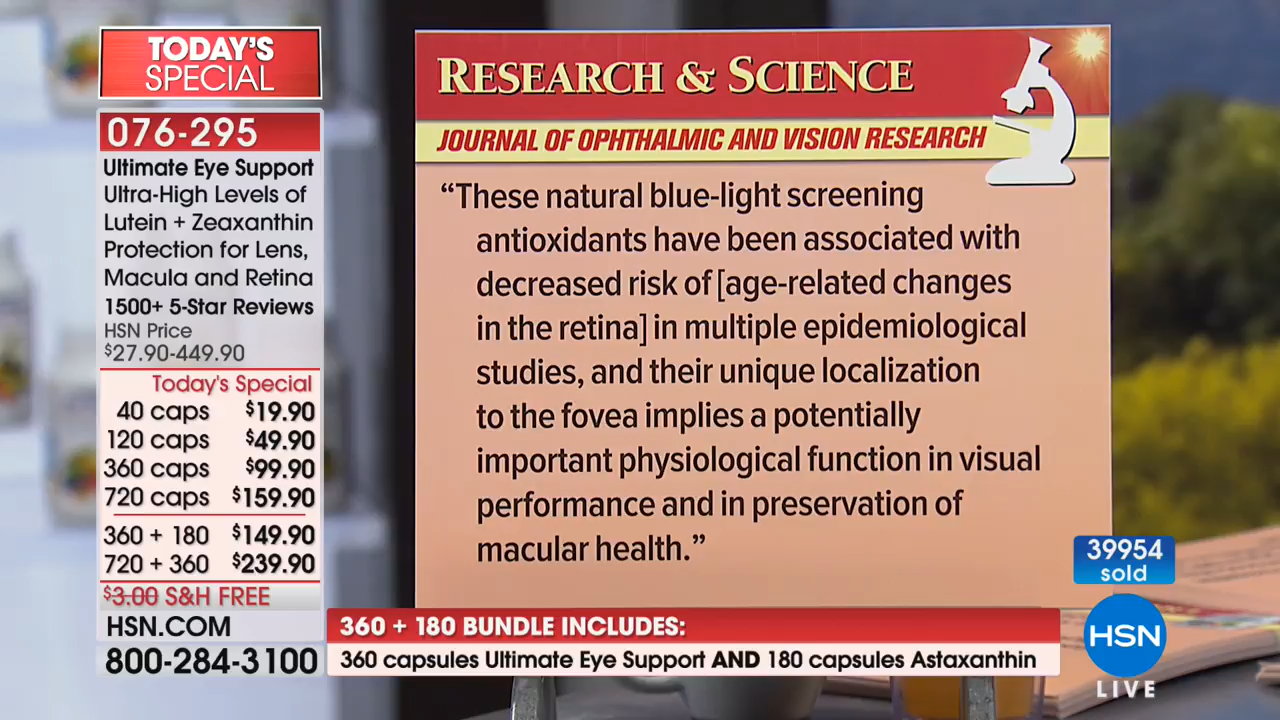 TODAY'S
SPECIAL
076-295
Ultimate Eye Support
Ultra-High Levels of
Lutein + Zeaxanthin
Protection for Lens,
Macula and Retina
1500+ 5-Star Reviews
HSN Price
$27.90-449.90
Today's Special
40 caps $19.90
120 caps $49.90
360 caps $99.90
720 caps $159.90
360 + 180 $149.90
720 + 360 $239.90
$3.00 S&H FREE
HSN.COM
800-284-3100
RESEARCH & SCIENCE
JOURNAL OF OPHTHALMIC AND VISION RESEARCH
“These natural blue-light screening
antioxidants have been associated with
decreased risk of [age-related changes
in the retina] in multiple epidemiological
studies, and their unique localization
to the fovea implies a potentially
important physiological function in visual
performance and in preservation of
macular health.”
39954
sold
360 + 180 BUNDLE INCLUDES:
360 capsules Ultimate Eye Support AND 180 capsules Astaxanthin
HSN
LIVE